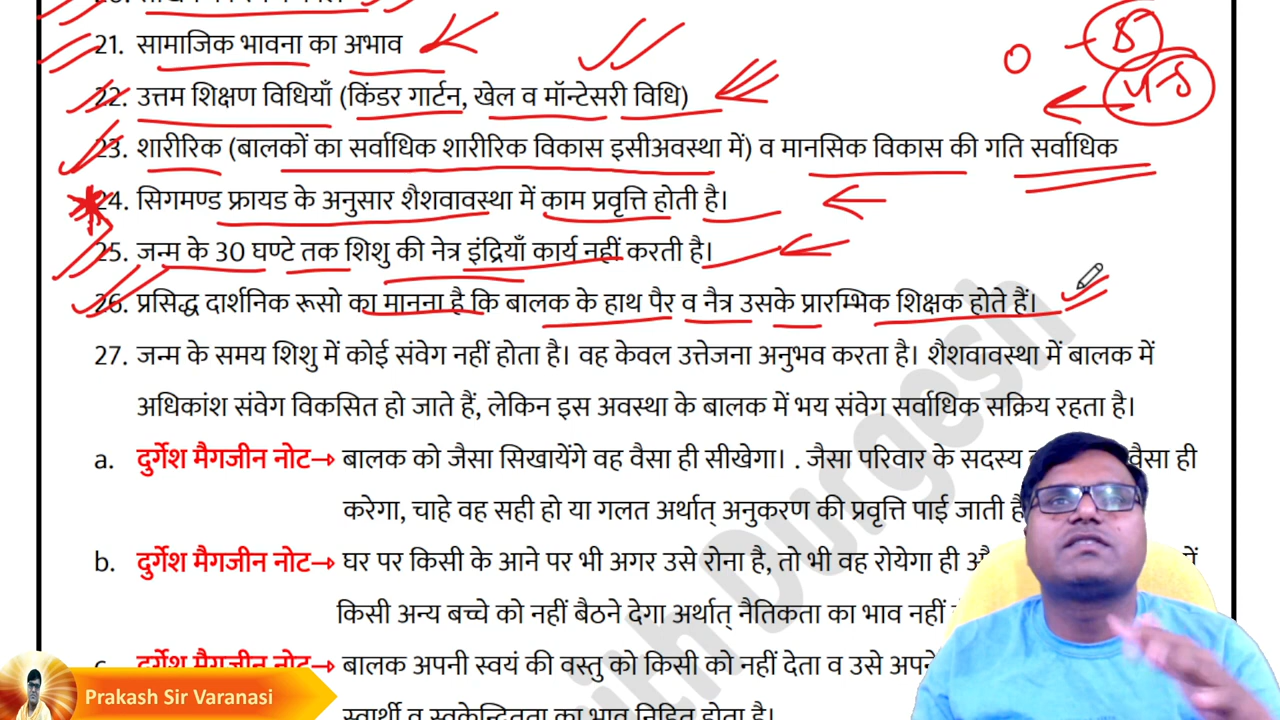 21. सामाजिक भावना का अभाव
22. उत्तम शिक्षण विधियाँ (किंडर गार्टन, खेल व मॉन्टेसरी विधि)
23. शारीरिक (बालकों का सर्वाधिक शारीरिक विकास इसीअवस्था में) व मानसिक विकास की गति सर्वाधिक
24. सिगमण्ड फ्रायड के अनुसार शैशवावस्था में काम प्रवृत्ति होती है।
25. जन्म के 30 घण्टे तक शिशु की नेत्र इंद्रियाँ कार्य नहीं करती है।
26. प्रसिद्ध दार्शनिक रूसो का मानना है कि बालक के हाथ पैर व नैत्र उसके प्रारम्भिक शिक्षक होते हैं।
27. जन्म के समय शिशु में कोई संवेग नहीं होता है। वह केवल उत्तेजना अनुभव करता है। शैशवावस्था में बालक में
अधिकांश संवेग विकसित हो जाते हैं, लेकिन इस अवस्था के बालक में भय संवेग सर्वाधिक सक्रिय रहता है।
a. दुर्गेश मैगजीन नोट→ बालक को जैसा सिखायेंगे वह वैसा ही सीखेगा। . जैसा परिवार के सदस्य वैसा ही
करेगा, चाहे वह सही हो या गलत अर्थात् अनुकरण की प्रवृत्ति पाई जाती
b. दुर्गेश मैगजीन नोट→ घर पर किसी के आने पर भी अगर उसे रोना है, तो भी वह रोयेगा ही
किसी अन्य बच्चे को नहीं बैठने देगा अर्थात् नैतिकता का भाव नहीं
c. दुर्गेश मैगजीन नोट→ बालक अपनी स्वयं की वस्तु को किसी को नहीं देता व उसे
स्वार्थी व स्वकेन्द्रितता का भाव निहित होता है।
with Durgesh
Prakash Sir Varanasi